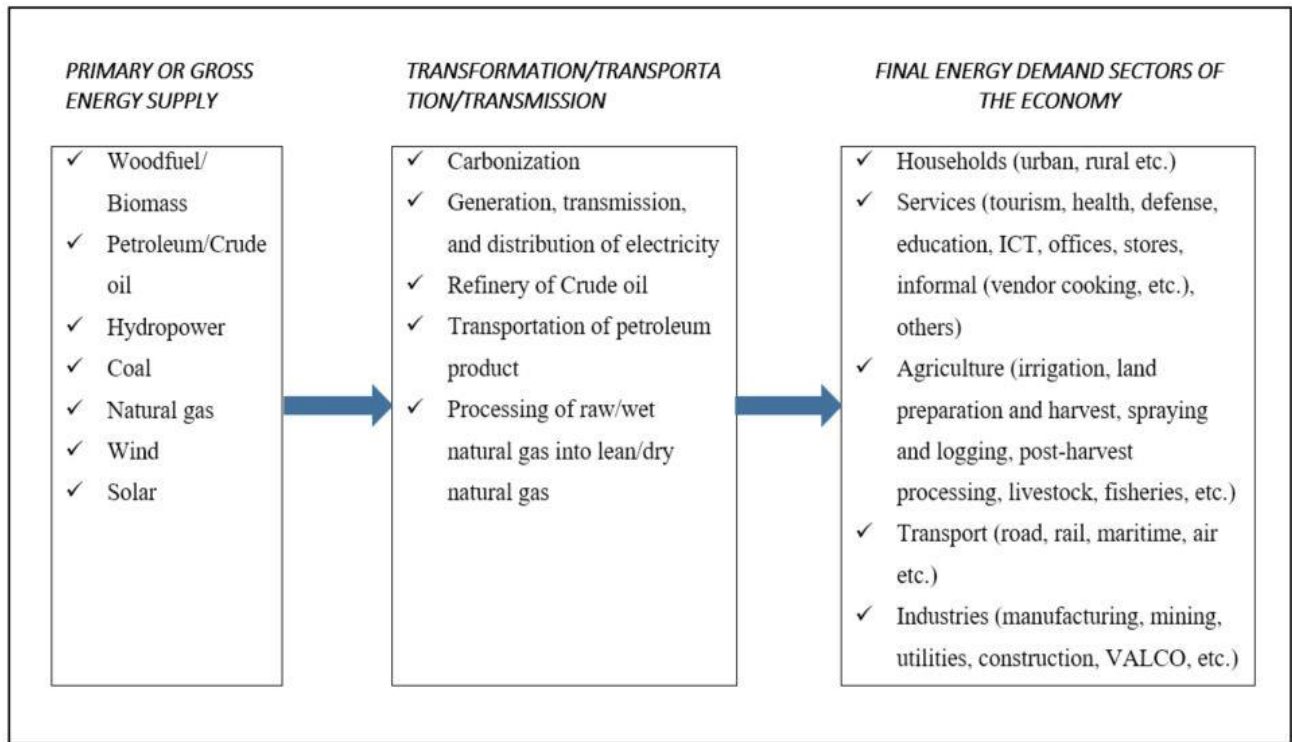 PRIMARY OR GROSS
ENERGY SUPPLY
✓ Woodfuel/
Biomass
✓ Petroleum/Crude
oil
✓ Hydropower
✓ Coal
✓ Natural gas
✓ Wind
✓ Solar
TRANSFORMATION/TRANSPORTA
TION/TRANSMISSION
✓ Carbonization
✓ Generation, transmission,
and distribution of electricity
✓ Refinery of Crude oil
✓ Transportation of petroleum
product
✓ Processing of raw/wet
natural gas into lean/dry
natural gas
FINAL ENERGY DEMAND SECTORS OF
THE ECONOMY
✓ Households (urban, rural etc.)
✓ Services (tourism, health, defense,
education, ICT, offices, stores,
informal (vendor cooking, etc.),
others)
✓ Agriculture (irrigation, land
preparation and harvest, spraying
and logging, post-harvest
processing, livestock, fisheries, etc.)
✓ Transport (road, rail, maritime, air
etc.)
✓ Industries (manufacturing, mining,
utilities, construction, VALCO, etc.)